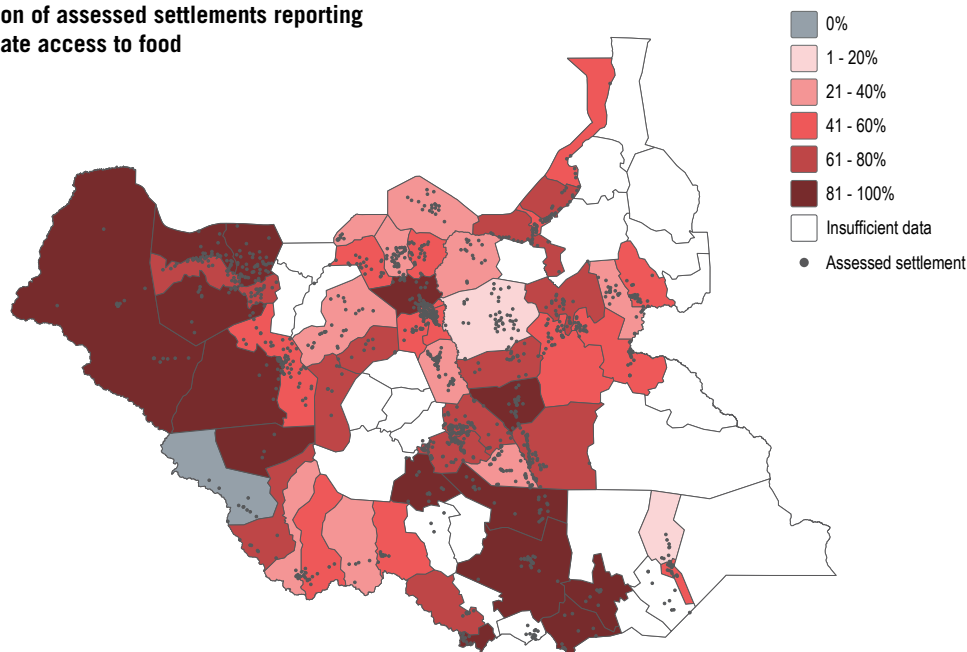 on of assessed settlements reporting
ate access to food
0%
1 - 20%
21 - 40%
41 - 60%
61 - 80%
81 - 100%
Insufficient data
Assessed settlement